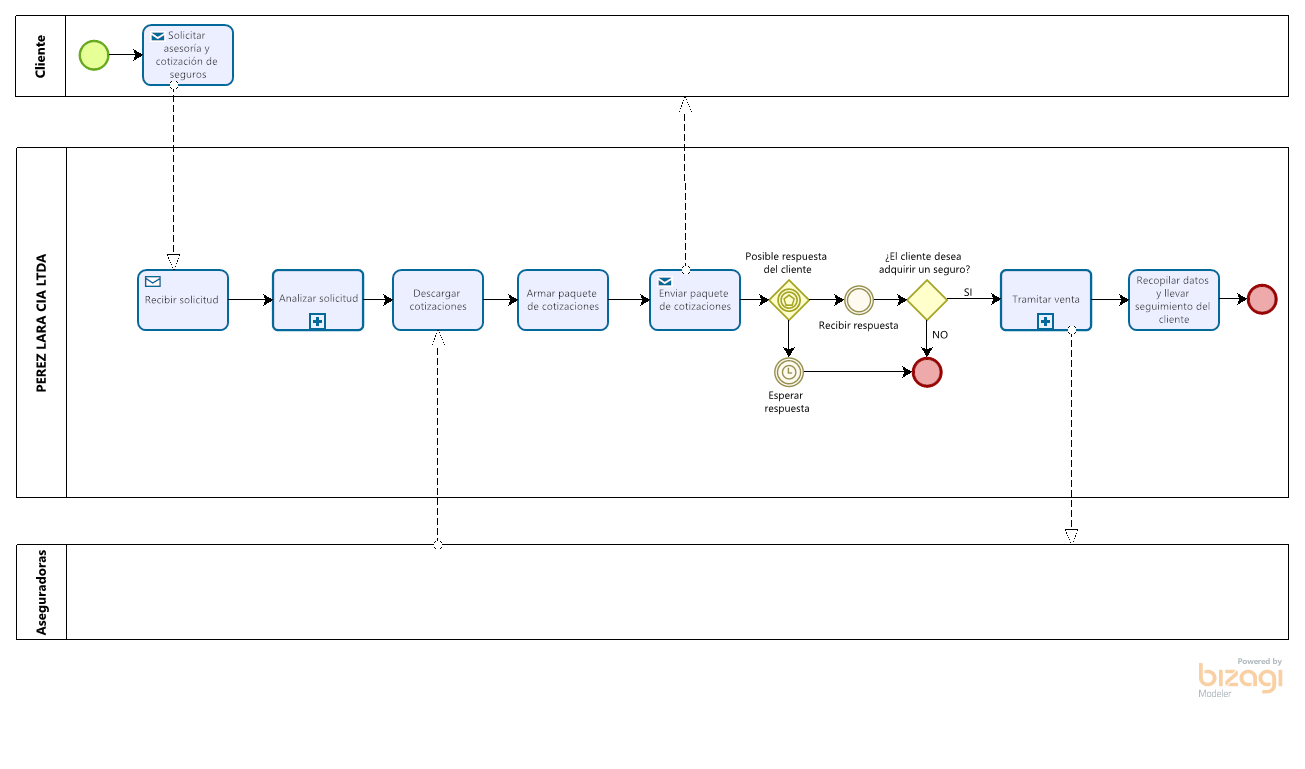 Cliente
Solicitar
asesoría y
cotización de
seguros
PEREZ LARA CIA LTDA
Recibir solicitud
Analizar solicitud
Descargar
cotizaciones
Armar paquete
de cotizaciones
Enviar paquete
de cotizaciones
Posible respuesta
del cliente
Recibir respuesta
Esperar
respuesta
¿El cliente desea
adquirir un seguro?
SI
NO
Tramitar venta
Recopilar datos
y llevar
seguimiento del
cliente
Aseguradoras
Powered by
bizagi
Modeler